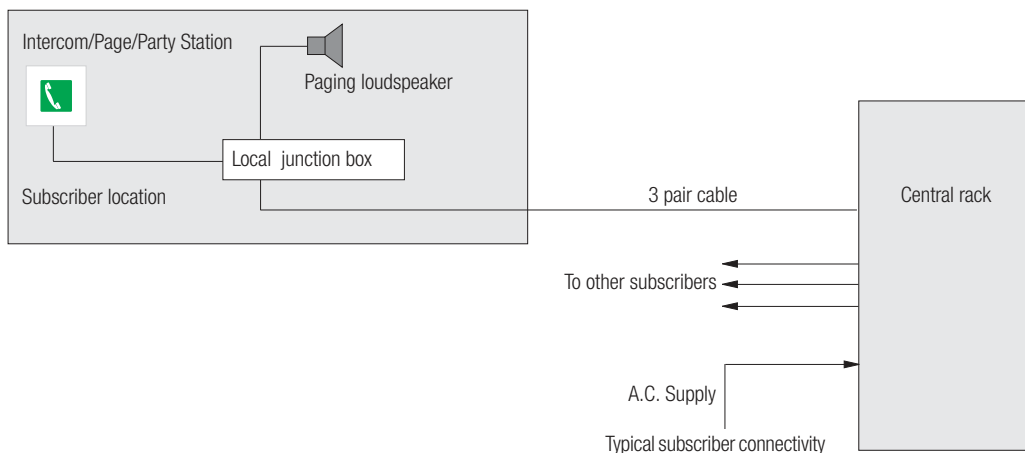 Intercom/Page/Party Station
Paging loudspeaker
Local junction box
Subscriber location
3 pair cable
Central rack
To other subscribers
A.C. Supply
Typical subscriber connectivity